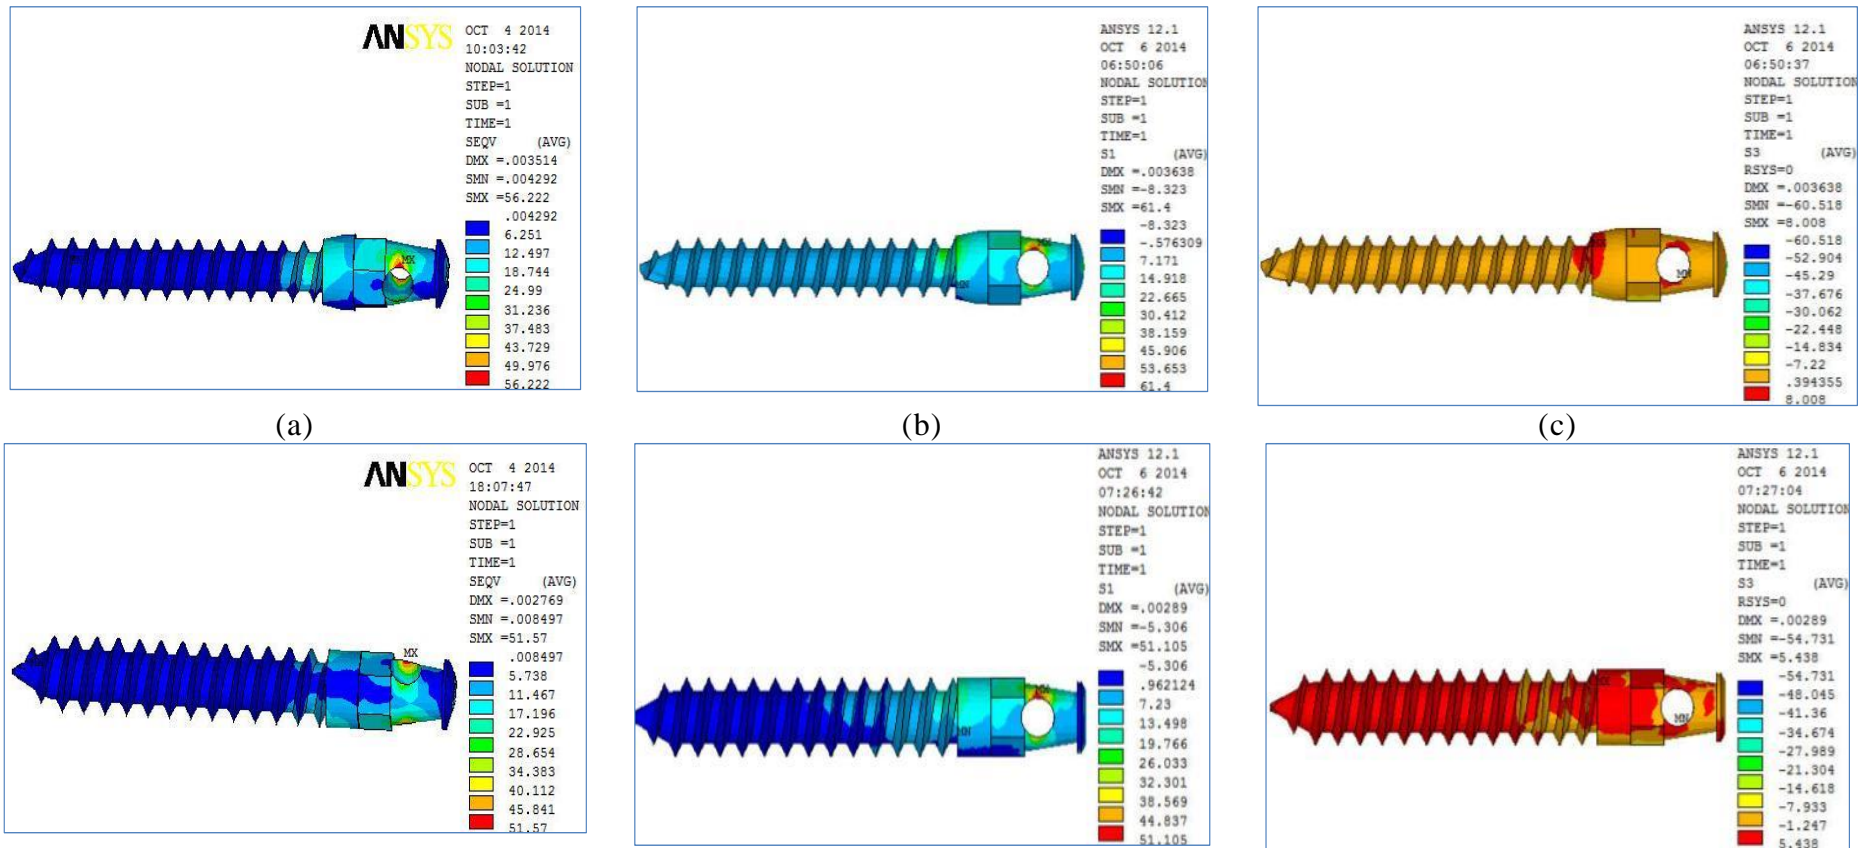 ANSYS
OCT 4 2014
10:03:42
NODAL SOLUTION
STEP=1
SUB =1
TIME=1
SEQV (AVG)
DMX =.003514
SMN =.004292
SMX =56.222
.004292
6.251
12.497
18.744
24.99
31.236
37.483
43.729
49.976
56.222
MX
(a)
ANSYS 12.1
OCT 6 2014
06:50:06
NODAL SOLUTION
STEP=1
SUB =1
TIME=1
S1 (AVG)
DMX =.003638
SMN =-8.323
SMX =61.4
-8.323
-.576309
7.171
14.918
22.665
30.412
38.159
45.906
53.653
61.4
MX
MN
(b)
ANSYS 12.1
OCT 6 2014
06:50:37
NODAL SOLUTION
STEP=1
SUB =1
TIME=1
S3 (AVG)
RSYS=0
DMX =.003638
SMN =-60.518
SMX =8.008
-60.518
-52.904
-45.29
-37.676
-30.062
-22.448
-14.834
-7.22
.394355
8.008
MX
MN
(c)
ANSYS
OCT 4 2014
18:07:47
NODAL SOLUTION
STEP=1
SUB =1
TIME=1
SEQV (AVG)
DMX =.002769
SMN =.008497
SMX =51.57
.008497
5.738
11.467
17.196
22.925
28.654
34.383
40.112
45.841
51.57
MX
ANSYS 12.1
OCT 6 2014
07:26:42
NODAL SOLUTION
STEP=1
SUB =1
TIME=1
S1 (AVG)
DMX =.00289
SMN =-5.306
SMX =51.105
-5.306
.962124
7.23
13.498
19.766
26.033
32.301
38.569
44.837
51.105
MX
MN
ANSYS 12.1
OCT 6 2014
07:27:04
NODAL SOLUTION
STEP=1
SUB =1
TIME=1
S3 (AVG)
RSYS=0
DMX =.00289
SMN =-54.731
SMX =5.438
-54.731
-48.045
-41.36
-34.674
-27.989
-21.304
-14.618
-7.933
-1.247
5.438
MX
MN